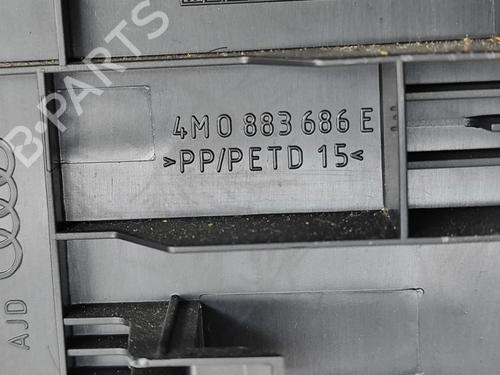 B-PARTS
4M0 883 686 E
>PP/PETD 15<
AJD